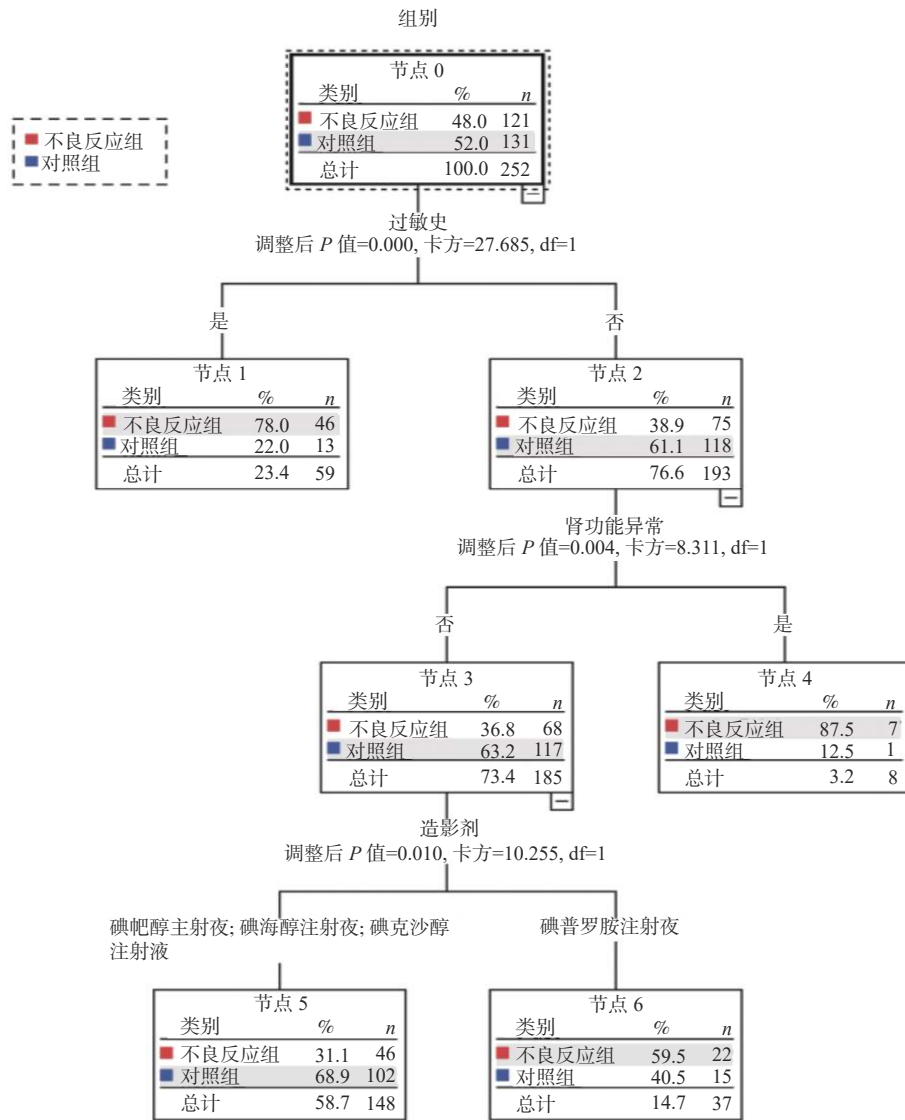 组别
不良反应组
对照组
节点 0
类别 % n
不良反应组 48.0 121
对照组 52.0 131
总计 100.0 252
过敏史
调整后 P 值=0.000, 卡方=27.685, df=1
是
否
节点 1
类别 % n
不良反应组 78.0 46
对照组 22.0 13
总计 23.4 59
节点 2
类别 % n
不良反应组 38.9 75
对照组 61.1 118
总计 76.6 193
肾功能异常
调整后 P 值=0.004, 卡方=8.311, df=1
否
是
节点 3
类别 % n
不良反应组 36.8 68
对照组 63.2 117
总计 73.4 185
节点 4
类别 % n
不良反应组 87.5 7
对照组 12.5 1
总计 3.2 8
造影剂
调整后 P 值=0.010, 卡方=10.255, df=1
碘帊醇主射夜; 碘海醇注射夜; 碘克沙醇
注射液
碘普罗胺注射夜
节点 5
类别 % n
不良反应组 31.1 46
对照组 68.9 102
总计 58.7 148
节点 6
类别 % n
不良反应组 59.5 22
对照组 40.5 15
总计 14.7 37